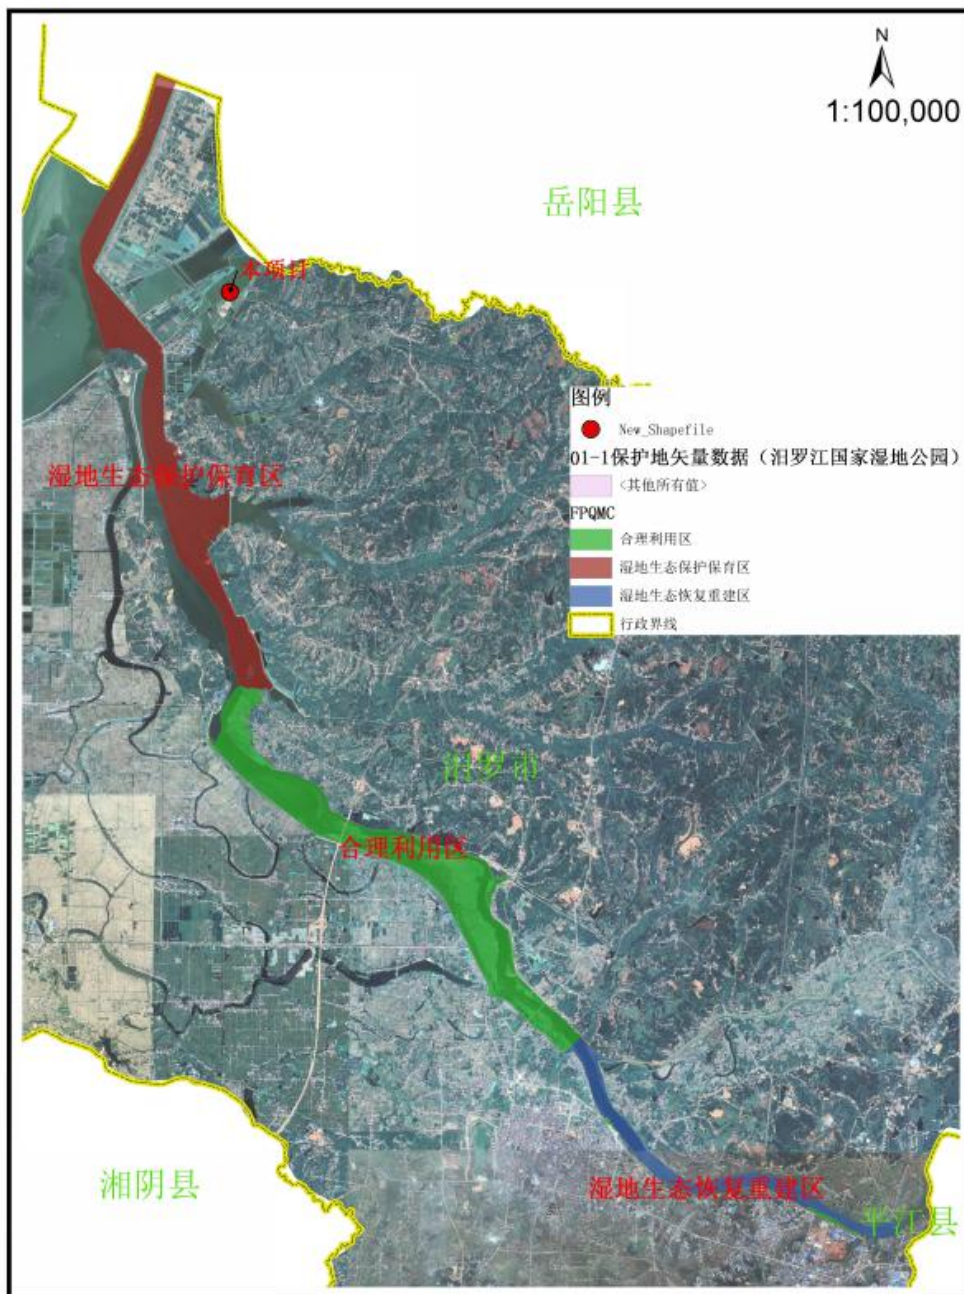 N
1:100,000
岳阳县
本项目
图例
New_Shapefile
01-1保护地矢量数据（汨罗江国家湿地公园）
<其他所有值>
FPQMC
合理利用区
湿地生态保护保育区
湿地生态恢复重建区
行政界线
湿地生态保护保育区
汨罗市
合理利用区
湘阴县
湿地生态恢复重建区
平江县